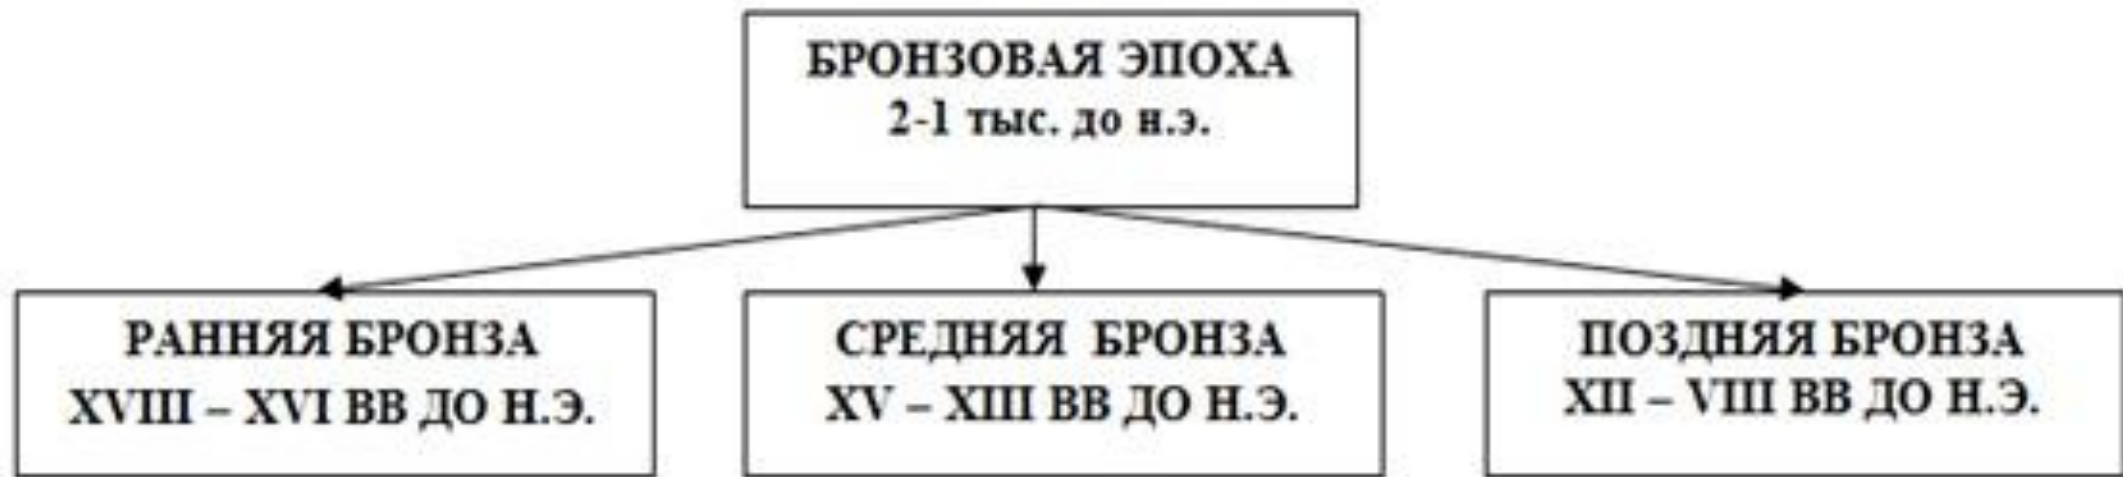 БРОНЗОВАЯ ЭПОХА
2-1 тыс. до н.э.
РАННЯЯ БРОНЗА
XVIII – XVI ВВ ДО Н.Э.
СРЕДНЯЯ БРОНЗА
XV – XIII ВВ ДО Н.Э.
ПОЗДНЯЯ БРОНЗА
XII – VIII ВВ ДО Н.Э.